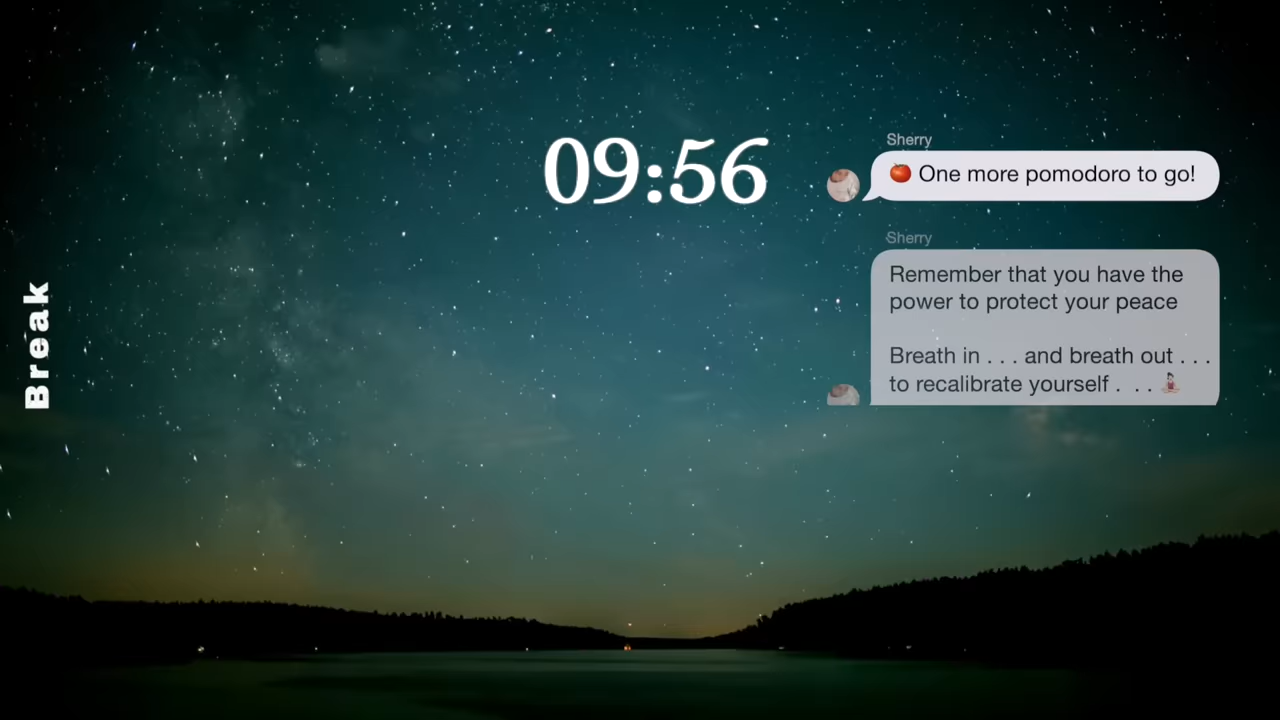 09:56
Sherry
🍅 One more pomodoro to go!
Sherry
Remember that you have the
power to protect your peace
Breath in . . . and breath out . . .
to recalibrate yourself . . . 🧘🏻‍♀️
Break